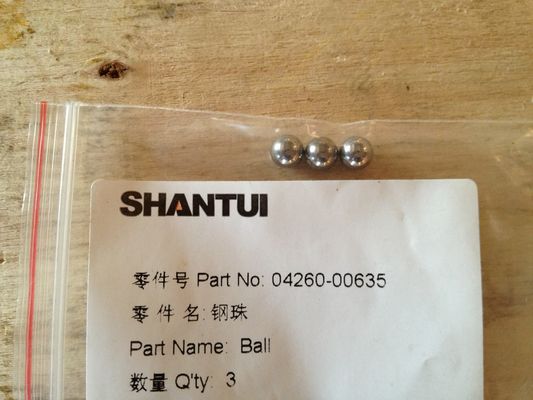 SHANTUI
零件号 Part No: 04260-00635
零 件 名: 钢珠
Part Name: Ball
数量 Q'ty: 3